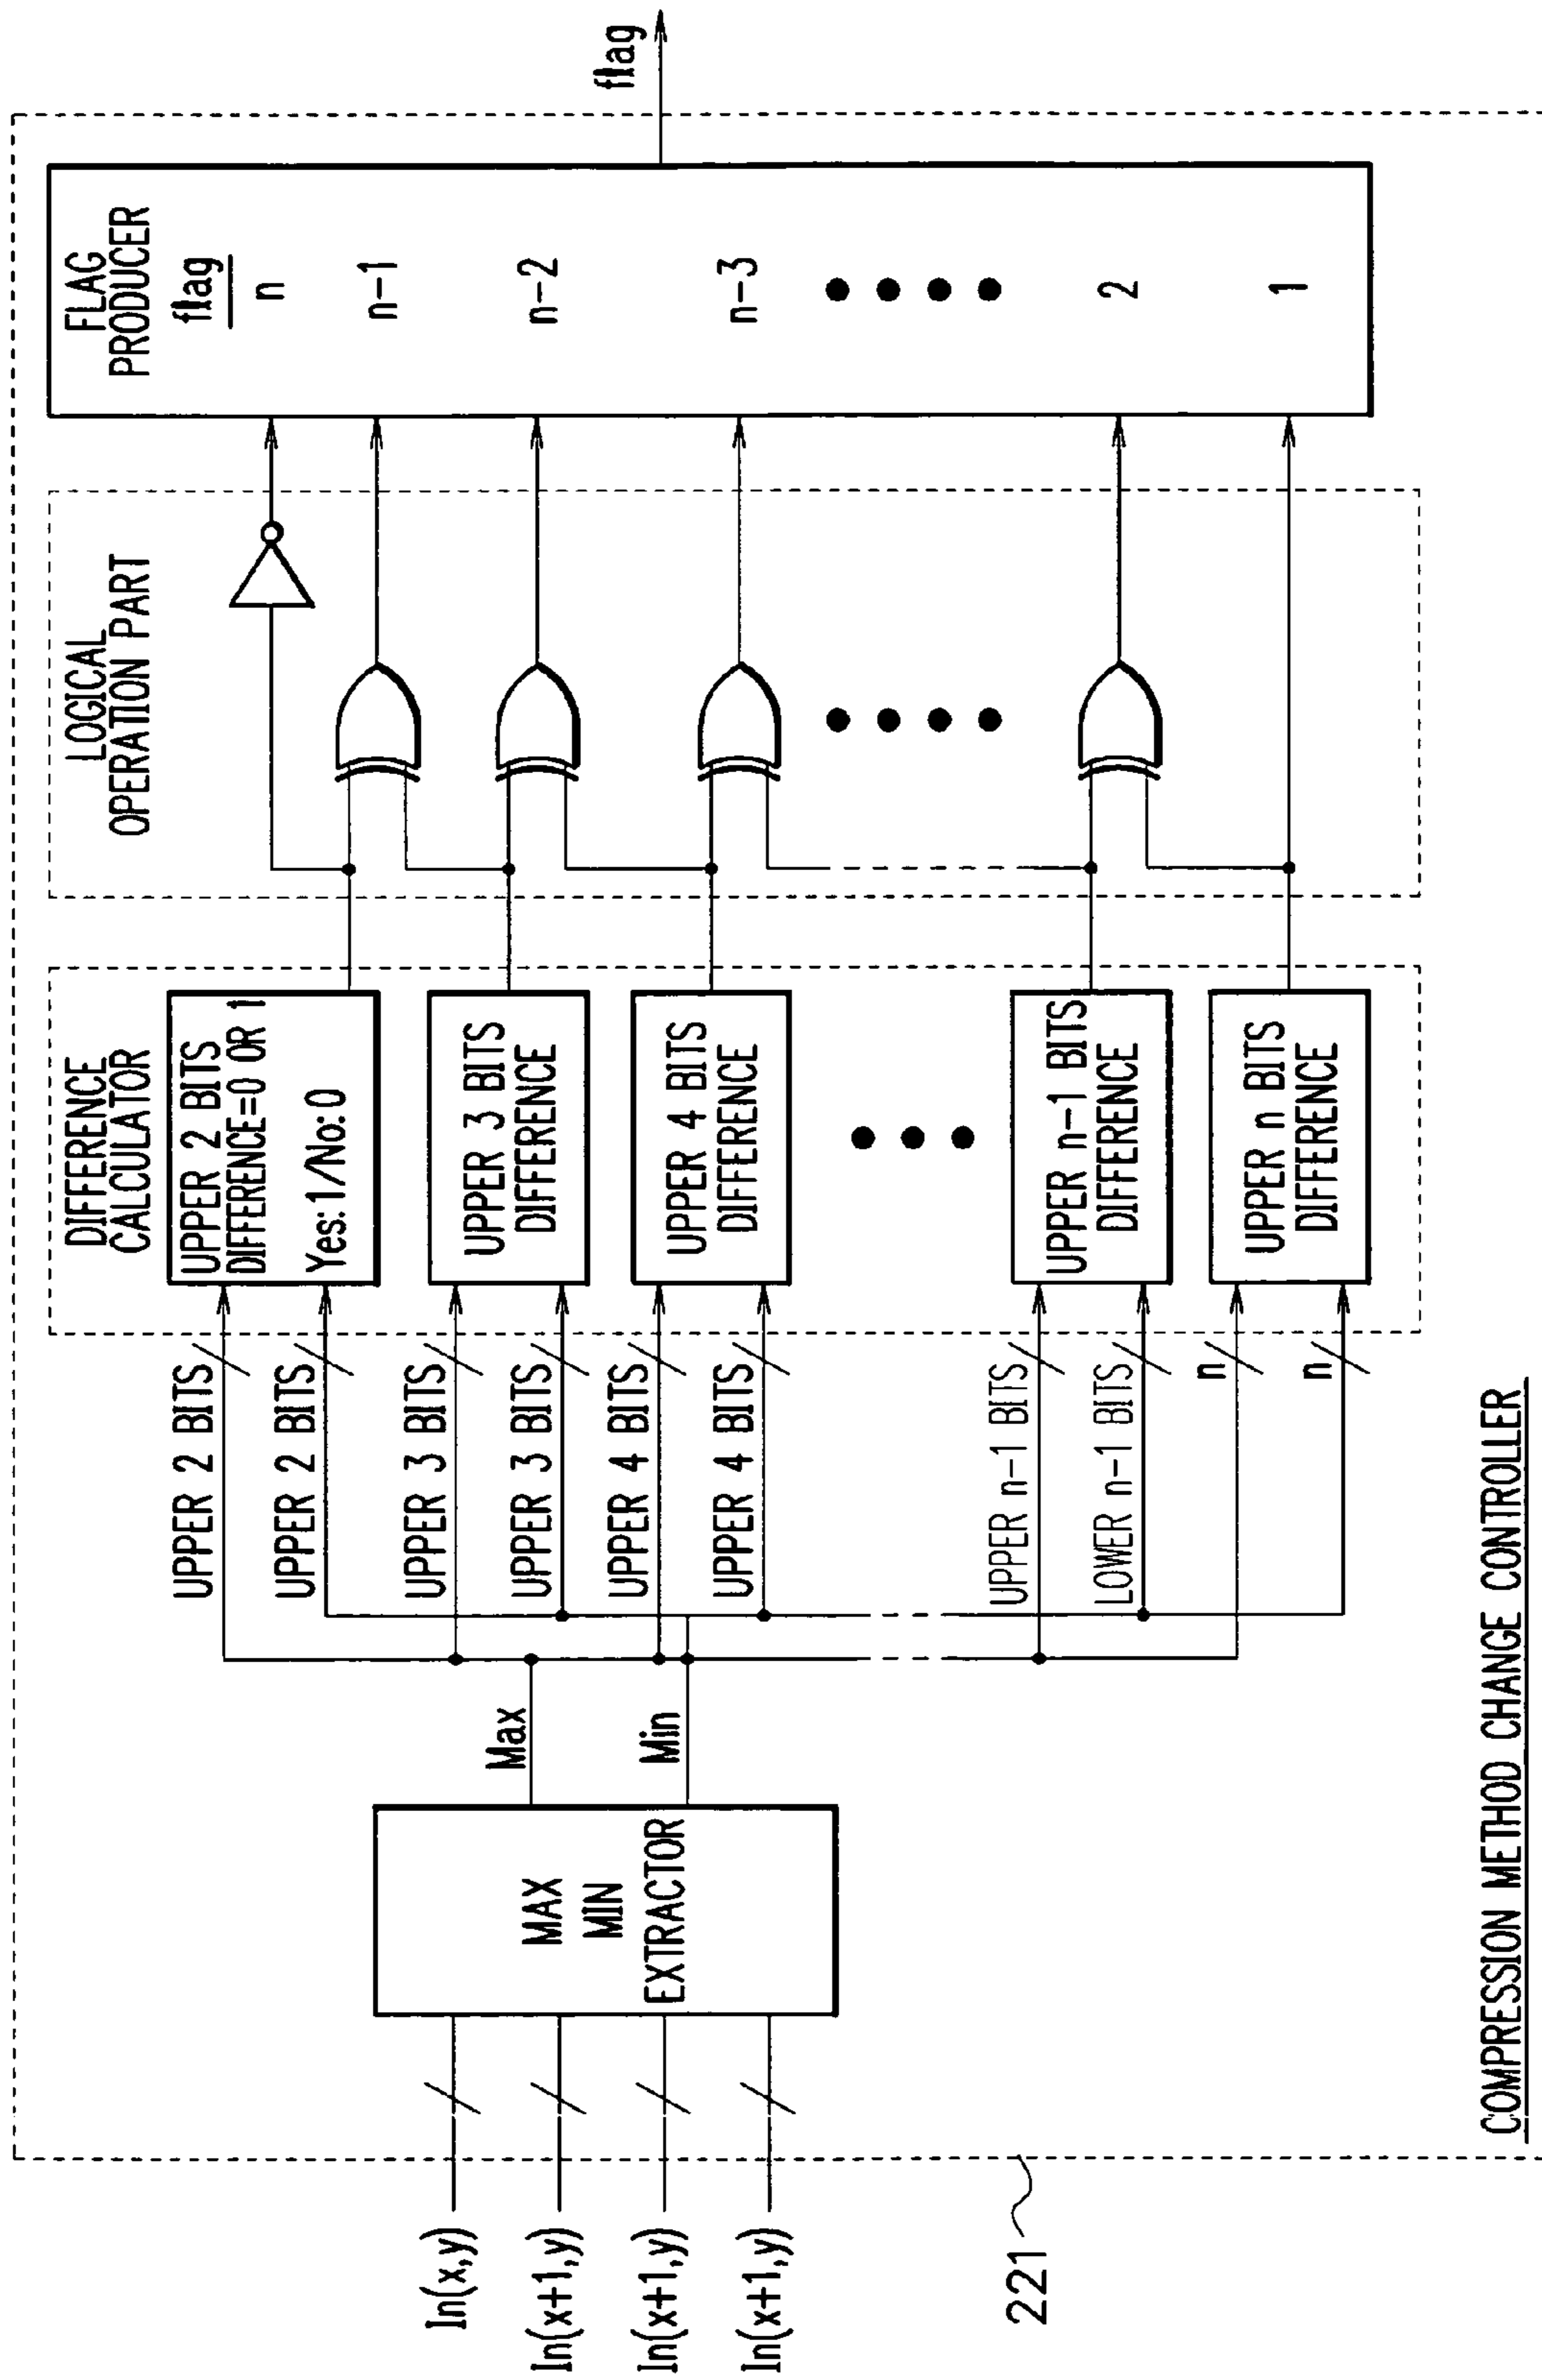 In(x,y)
In(x+1,y)
In(x+1,y)
In(x+1,y)
221
MAX
MIN
EXTRACTOR
Max
Min
UPPER 2 BITS
UPPER 2 BITS
UPPER 3 BITS
UPPER 3 BITS
UPPER 4 BITS
UPPER 4 BITS
UPPER n-1 BITS
LOWER n-1 BITS
n
n
DIFFERENCE
CALCULATOR
UPPER 2 BITS
DIFFERENCE=0 OR 1
Yes:1/No:0
UPPER 3 BITS
DIFFERENCE
UPPER 4 BITS
DIFFERENCE
UPPER n-1 BITS
DIFFERENCE
UPPER n BITS
DIFFERENCE
LOGICAL
OPERATION PART
FLAG
PRODUCER
flag
n
n-1
n-2
n-3
2
1
flag
COMPRESSION METHOD CHANGE CONTROLLER